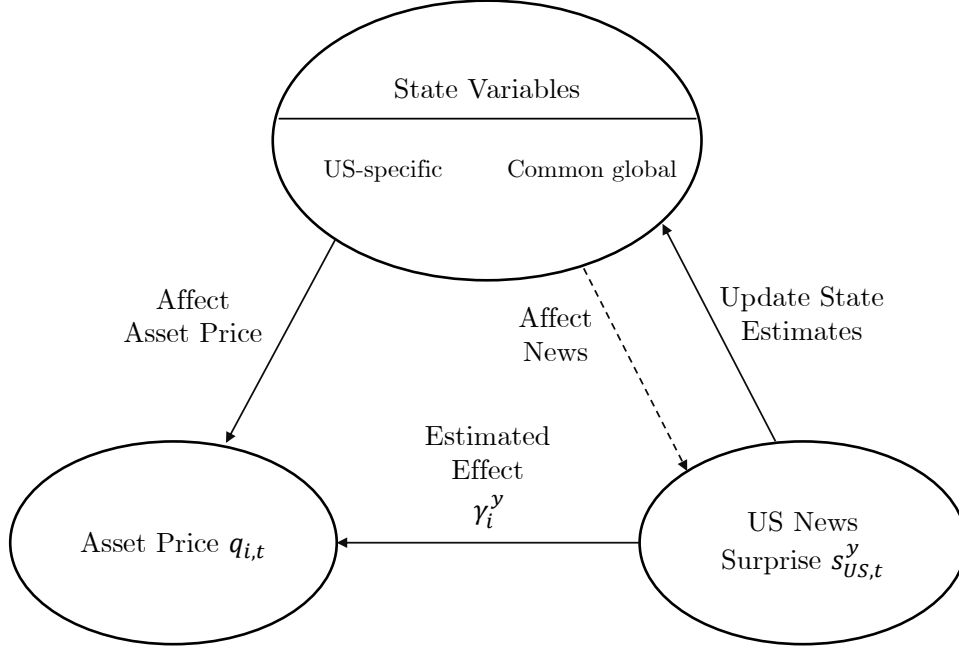 State Variables
US-specific
Common global
Affect
Asset Price
Affect
News
Update State
Estimates
Estimated
Effect
γ_i^y
Asset Price q_{i,t}
US News
Surprise s_{US,t}^y